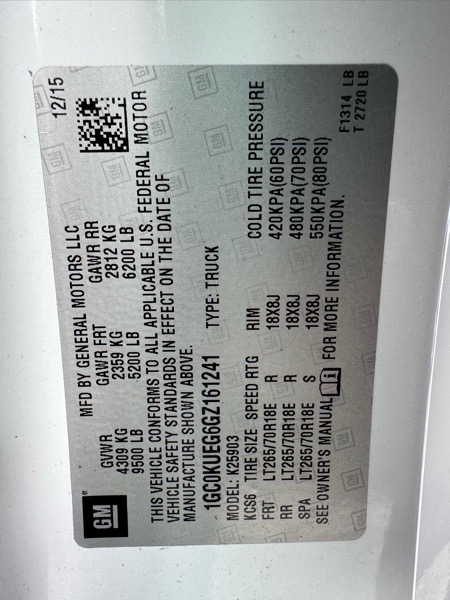 GM
MFD BY GENERAL MOTORS LLC 12/15
GVWR GAWR FRT GAWR RR
4309 KG 2359 KG 2812 KG
9500 LB 5200 LB 6200 LB
THIS VEHICLE CONFORMS TO ALL APPLICABLE U.S. FEDERAL MOTOR
VEHICLE SAFETY STANDARDS IN EFFECT ON THE DATE OF
MANUFACTURE SHOWN ABOVE.
1GC0KUEG6GZ161241 TYPE: TRUCK
MODEL: K25903
KCS6 TIRE SIZE SPEED RTG RIM COLD TIRE PRESSURE
FRT LT265/70R18E R 18X8J 420KPA(60PSI)
RR LT265/70R18E R 18X8J 480KPA(70PSI)
SPA LT265/70R18E S 18X8J 550KPA(80PSI)
SEE OWNER'S MANUAL FOR MORE INFORMATION.
F1314 LB
T 2720 LB